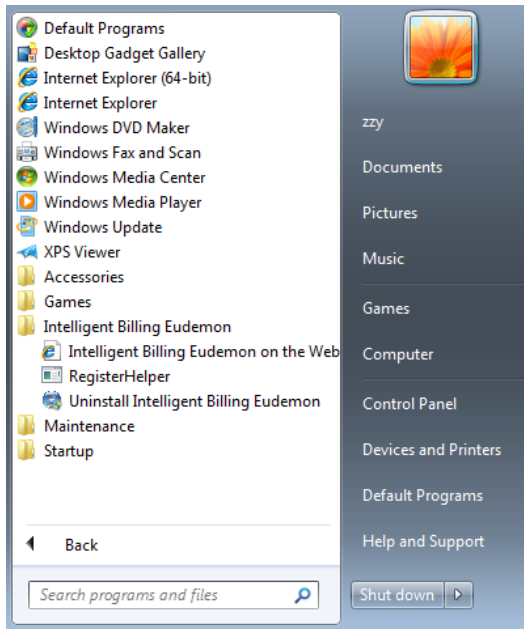 Default Programs
Desktop Gadget Gallery
Internet Explorer (64-bit)
Internet Explorer
Windows DVD Maker
Windows Fax and Scan
Windows Media Center
Windows Media Player
Windows Update
XPS Viewer
Accessories
Games
Intelligent Billing Eudemon
Intelligent Billing Eudemon on the Web
RegisterHelper
Uninstall Intelligent Billing Eudemon
Maintenance
Startup
Back
Search programs and files
zzy
Documents
Pictures
Music
Games
Computer
Control Panel
Devices and Printers
Default Programs
Help and Support
Shut down